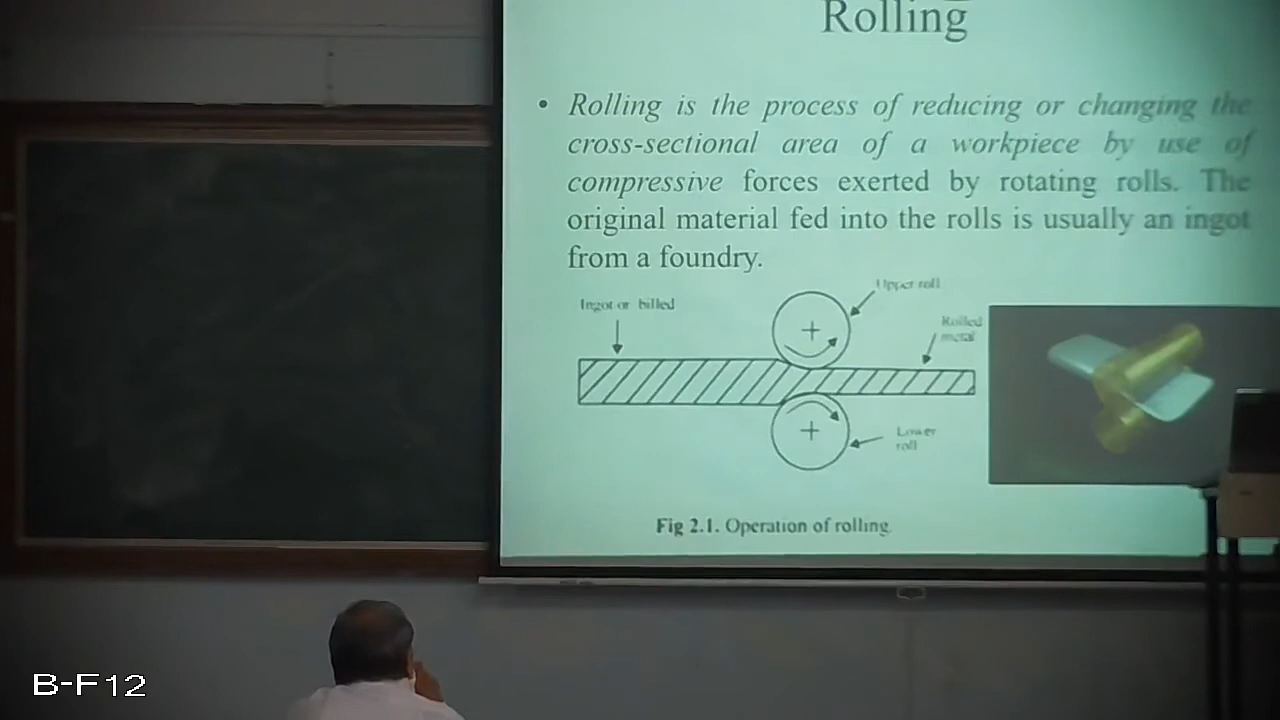 Rolling
• Rolling is the process of reducing or changing the
cross-sectional area of a workpiece by use of
compressive forces exerted by rotating rolls. The
original material fed into the rolls is usually an ingot
from a foundry.
Ingot or billed
Upper roll
Rolled
metal
Lower
roll
Fig 2.1. Operation of rolling.
B-F12